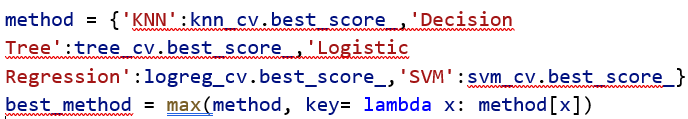 method = {'KNN':knn_cv.best_score_,'Decision
Tree':tree_cv.best_score_,'Logistic
Regression':logreg_cv.best_score_,'SVM':svm_cv.best_score_}
best_method = max(method, key= lambda x: method[x])